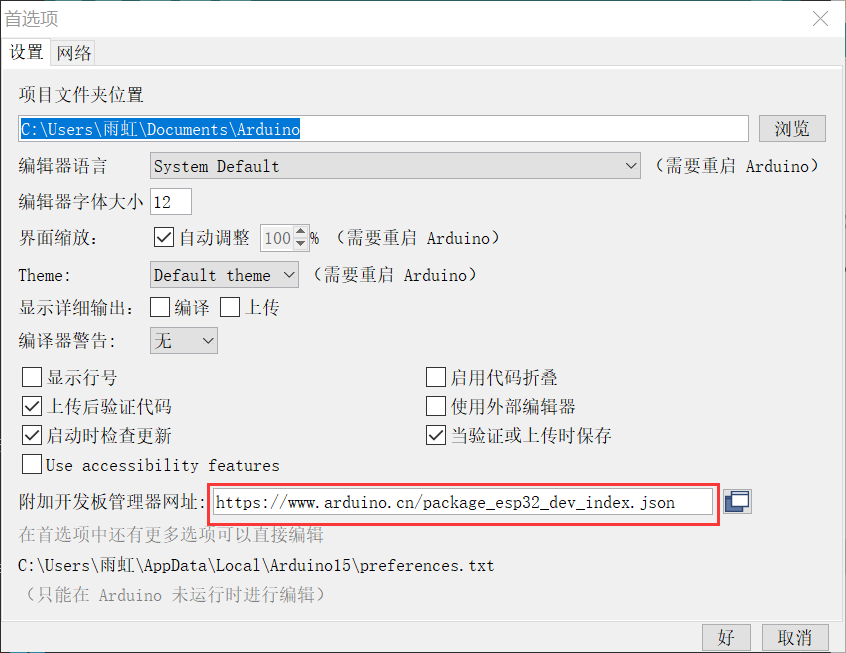 首选项
设置 网络
项目文件夹位置
C:\Users\雨虹\Documents\Arduino 浏览
编辑器语言 System Default （需要重启 Arduino）
编辑器字体大小 12
界面缩放： 自动调整 100 % （需要重启 Arduino）
Theme: Default theme （需要重启 Arduino）
显示详细输出： 编译 上传
编译器警告: 无
显示行号 启用代码折叠
上传后验证代码 使用外部编辑器
启动时检查更新 当验证或上传时保存
Use accessibility features
附加开发板管理器网址: https://www.arduino.cn/package_esp32_dev_index.json
在首选项中还有更多选项可以直接编辑
C:\Users\雨虹\AppData\Local\Arduino15\preferences.txt
（只能在 Arduino 未运行时进行编辑）
好 取消